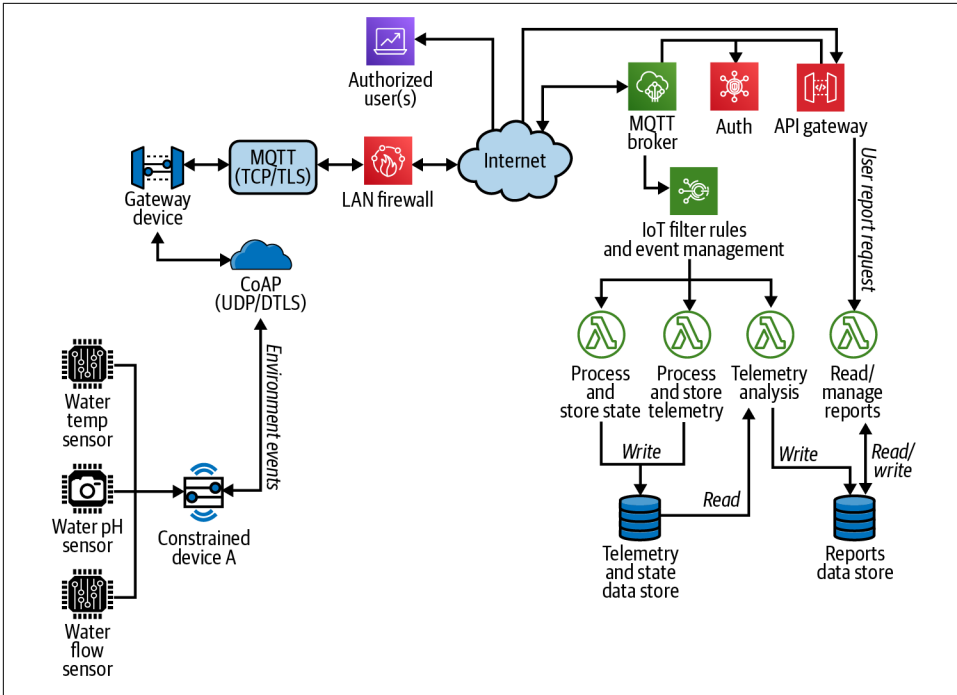 Authorized
user(s)
MQTT
broker
Auth
API gateway
Internet
MQTT
(TCP/TLS)
LAN firewall
Gateway
device
User report request
IoT filter rules
and event management
CoAP
(UDP/DTLS)
Environment events
Process
and
store state
Process
and store
telemetry
Telemetry
analysis
Read/
manage
reports
Water
temp
sensor
Write
Write
Read/
write
Read
Water pH
sensor
Constrained
device A
Telemetry
and state
data store
Reports
data store
Water
flow
sensor